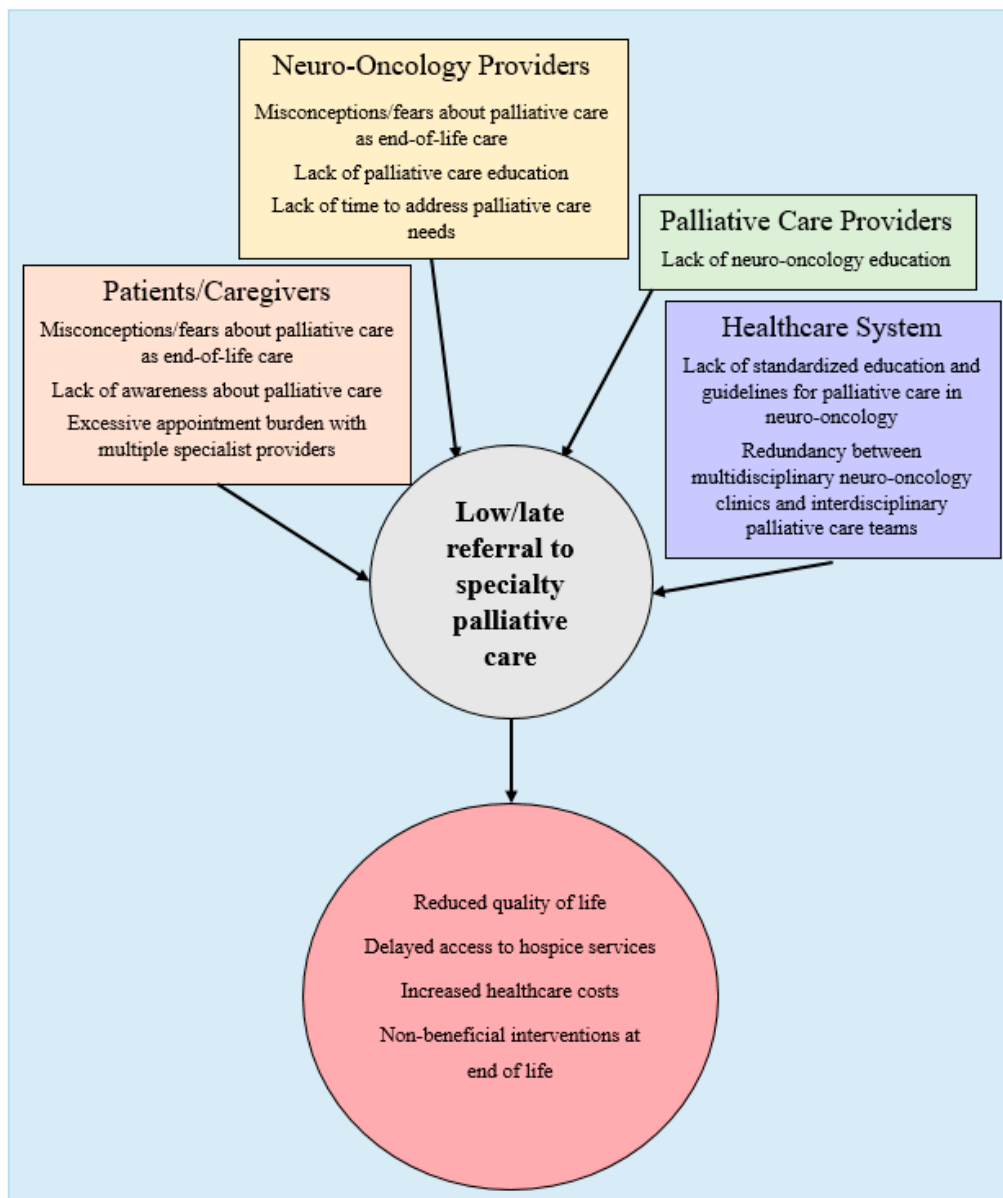 Neuro-Oncology Providers
Misconceptions/fears about palliative care
as end-of-life care
Lack of palliative care education
Lack of time to address palliative care
needs
Palliative Care Providers
Lack of neuro-oncology education
Patients/Caregivers
Misconceptions/fears about palliative care
as end-of-life care
Lack of awareness about palliative care
Excessive appointment burden with
multiple specialist providers
Healthcare System
Lack of standardized education and
guidelines for palliative care in
neuro-oncology
Redundancy between
multidisciplinary neuro-oncology
clinics and interdisciplinary
palliative care teams
Low/late
referral to
specialty
palliative
care
Reduced quality of life
Delayed access to hospice services
Increased healthcare costs
Non-beneficial interventions at
end of life